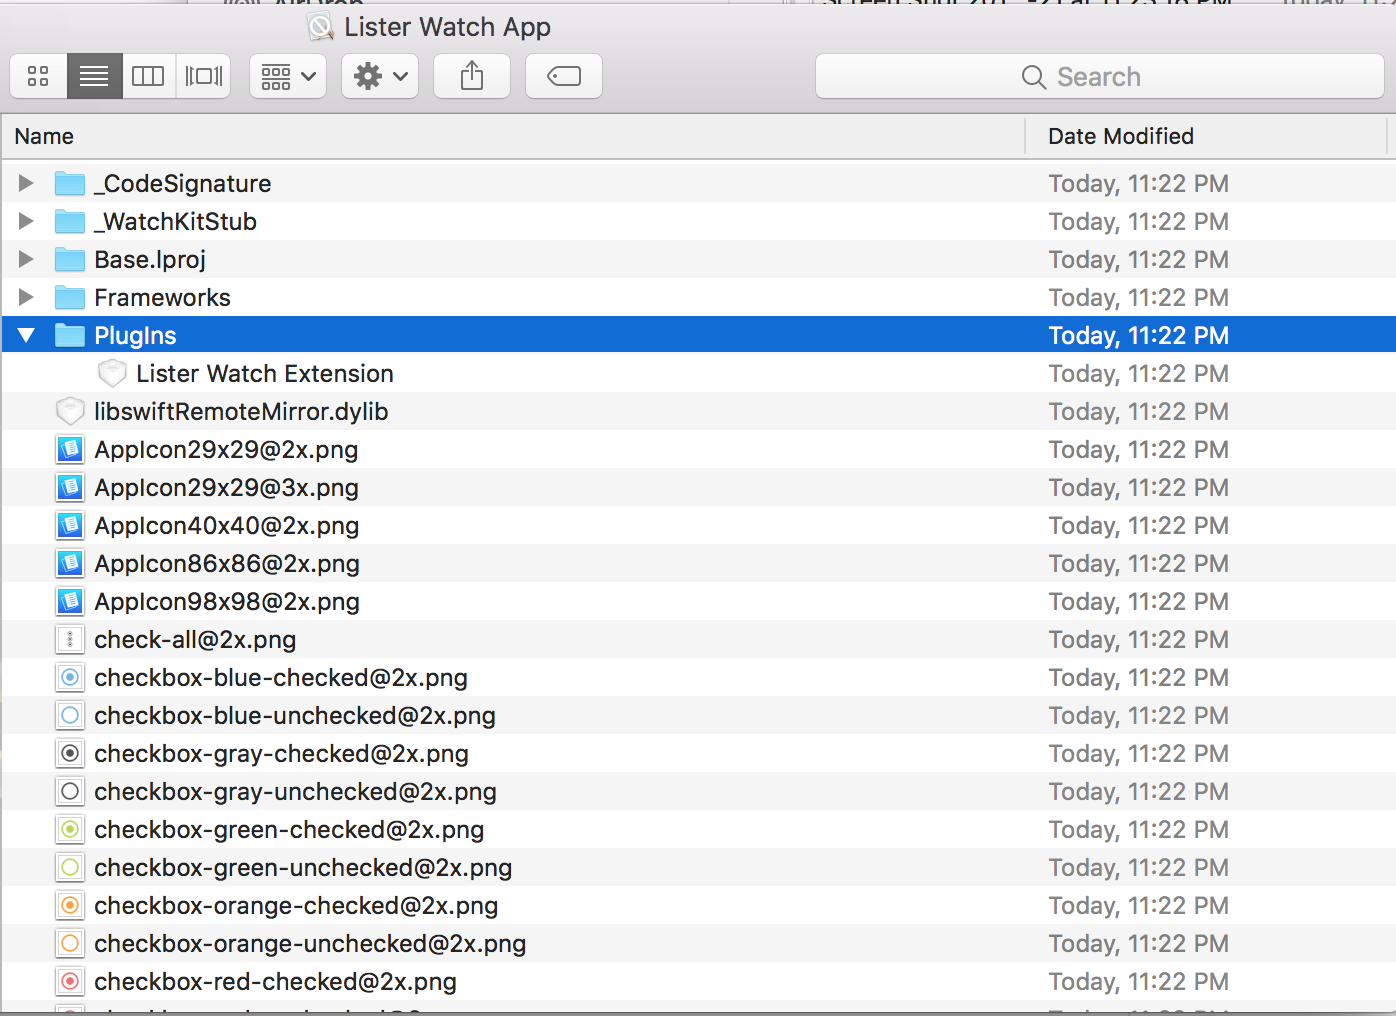 Lister Watch App
Search
Name Date Modified
_CodeSignature Today, 11:22 PM
_WatchKitStub Today, 11:22 PM
Base.lproj Today, 11:22 PM
Frameworks Today, 11:22 PM
PlugIns Today, 11:22 PM
Lister Watch Extension Today, 11:22 PM
libswiftRemoteMirror.dylib Today, 11:22 PM
AppIcon29x29@2x.png Today, 11:22 PM
AppIcon29x29@3x.png Today, 11:22 PM
AppIcon40x40@2x.png Today, 11:22 PM
AppIcon86x86@2x.png Today, 11:22 PM
AppIcon98x98@2x.png Today, 11:22 PM
check-all@2x.png Today, 11:22 PM
checkbox-blue-checked@2x.png Today, 11:22 PM
checkbox-blue-unchecked@2x.png Today, 11:22 PM
checkbox-gray-checked@2x.png Today, 11:22 PM
checkbox-gray-unchecked@2x.png Today, 11:22 PM
checkbox-green-checked@2x.png Today, 11:22 PM
checkbox-green-unchecked@2x.png Today, 11:22 PM
checkbox-orange-checked@2x.png Today, 11:22 PM
checkbox-orange-unchecked@2x.png Today, 11:22 PM
checkbox-red-checked@2x.png Today, 11:22 PM